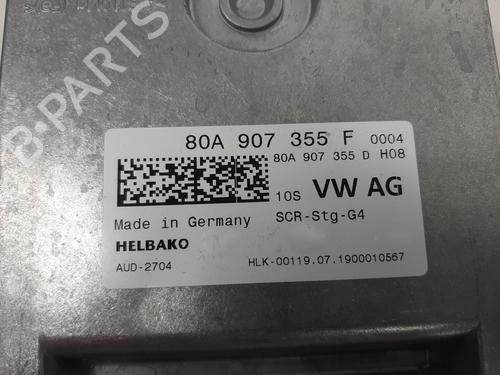 B-PARTS
80A 907 355 F 0004
80A 907 355 D H08
10S VW AG
Made in Germany SCR-Stg-G4
HELBAKO
AUD-2704 HLK-00119.07.1900010567